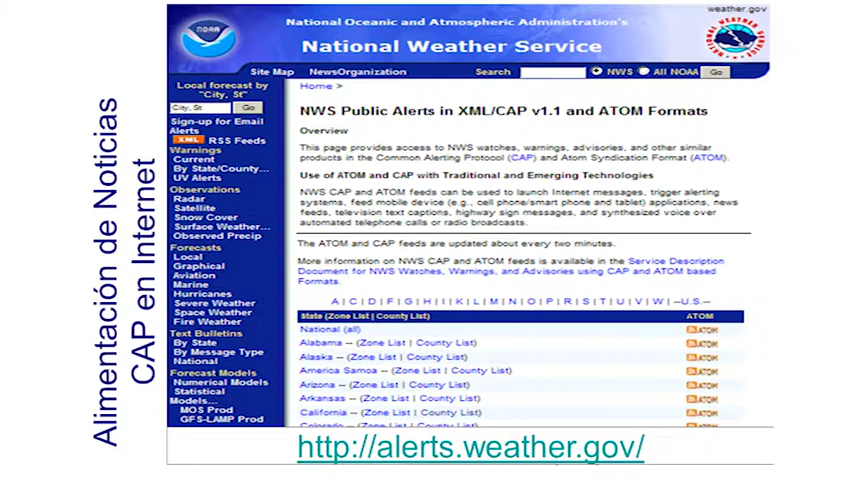 Alimentación de Noticias
CAP en Internet
weather.gov
NOAA
National Oceanic and Atmospheric Administration's
National Weather Service
Site Map News Organization Search NWS All NOAA Go
Local forecast by
"City, St"
City, St Go
Sign-up for Email
Alerts
XML RSS Feeds
Warnings
Current
By State/County...
UV Alerts
Observations
Radar
Satellite
Snow Cover
Surface Weather...
Observed Precip
Forecasts
Local
Graphical
Aviation
Marine
Hurricanes
Severe Weather
Space Weather
Fire Weather
Text Bulletins
By State
By Message Type
National
Forecast Models
Numerical Models
Statistical
Models...
MOS Prod
GFS-LAMP Prod
Home >
NWS Public Alerts in XML/CAP v1.1 and ATOM Formats
Overview
This page provides access to NWS watches, warnings, advisories, and other similar
products in the Common Alerting Protocol (CAP) and Atom Syndication Format (ATOM).
Use of ATOM and CAP with Traditional and Emerging Technologies
NWS CAP and ATOM feeds can be used to launch Internet messages, trigger alerting
systems, feed mobile device (e.g., cell phone/smart phone and tablet) applications, news
feeds, television text captions, highway sign messages, and synthesized voice over
automated telephone calls or radio broadcasts.
The ATOM and CAP feeds are updated about every two minutes.
More information on NWS CAP and ATOM feeds is available in the Service Description
Document for NWS Watches, Warnings, and Advisories using CAP and ATOM based
Formats.
A | C | D | F | G | H | I | K | L | M | N | O | P | R | S | T | U | V | W | --U.S.--
State (Zone List | County List) ATOM
National (all) ATOM
Alabama -- (Zone List | County List) ATOM
Alaska -- (Zone List | County List) ATOM
America Samoa -- (Zone List | County List) ATOM
Arizona -- (Zone List | County List) ATOM
Arkansas -- (Zone List | County List) ATOM
California -- (Zone List | County List) ATOM
Colorado -- (Zone List | County List) ATOM
http://alerts.weather.gov/